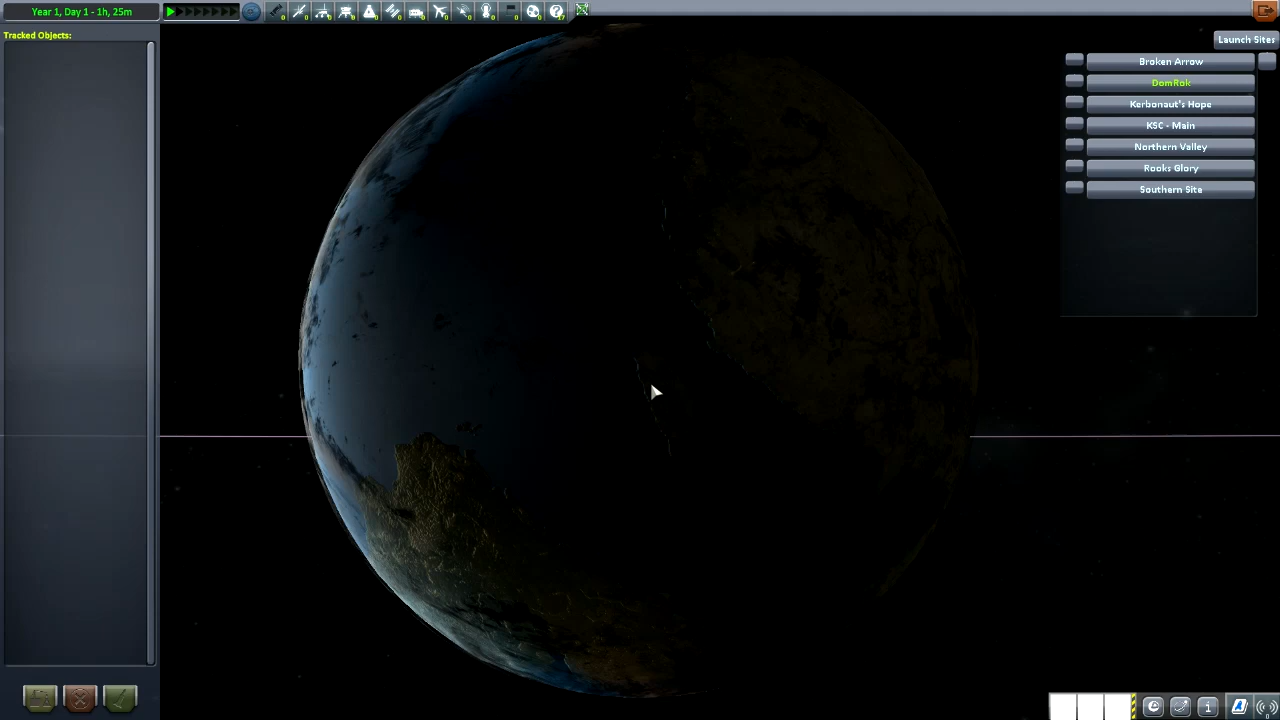 Year 1, Day 1 - 1h, 25m
Tracked Objects:
Launch Sites
Broken Arrow
DomRok
Kerbonaut's Hope
KSC - Main
Northern Valley
Rooks Glory
Southern Site